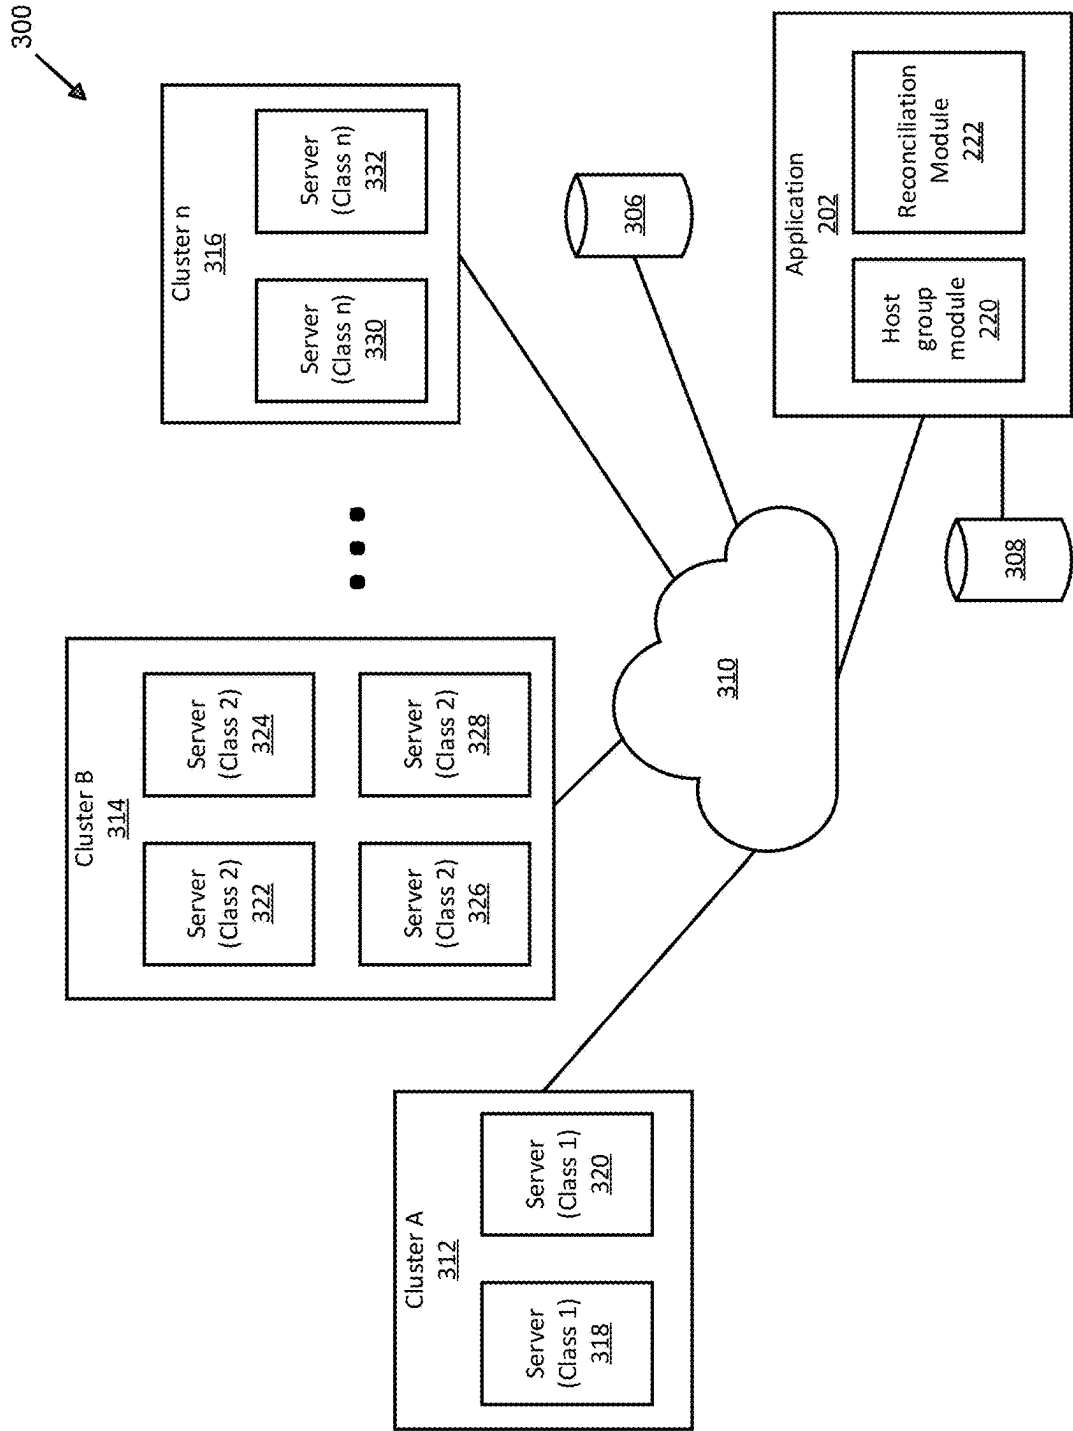 300
Cluster A
312
Server
(Class 1)
318
Server
(Class 1)
320
Cluster B
314
Server
(Class 2)
322
Server
(Class 2)
324
Server
(Class 2)
326
Server
(Class 2)
328
Cluster n
316
Server
(Class n)
330
Server
(Class n)
332
310
306
308
Application
202
Host
group
module
220
Reconciliation
Module
222